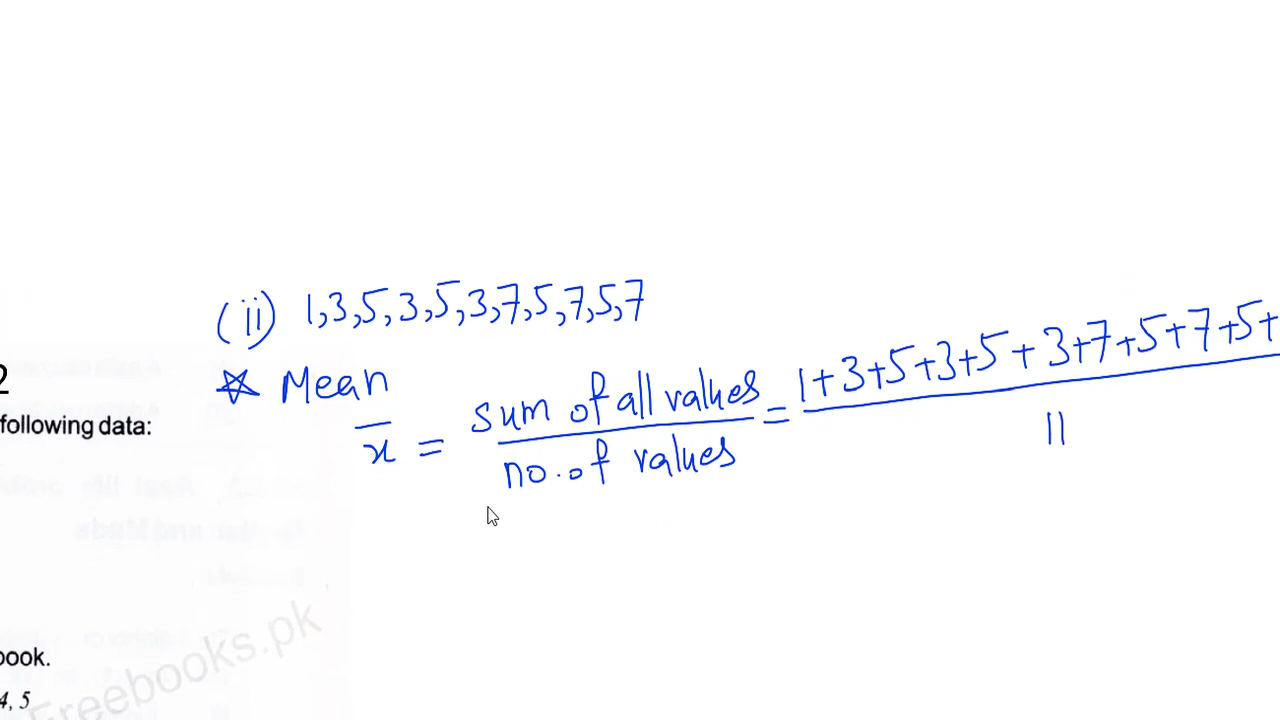 (ii) 1,3,5,3,5,3,7,5,7,5,7
2
Mean
following data:
x̄ = sum of all values / no. of values = 1+3+5+3+5+3+7+5+7+5+ / 11
book.
4, 5
Freebooks.pk